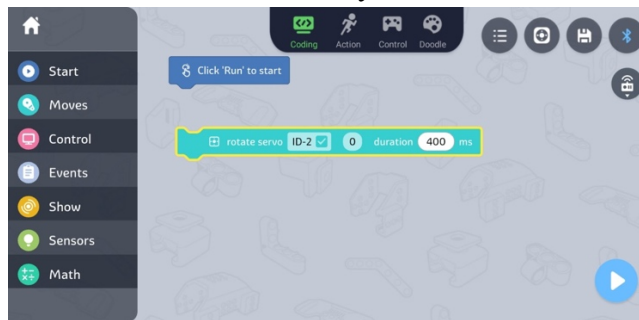 Coding Action Control Doodle
Start
Click 'Run' to start
Moves
Control
rotate servo ID-2 0 duration 400 ms
Events
Show
Sensors
Math